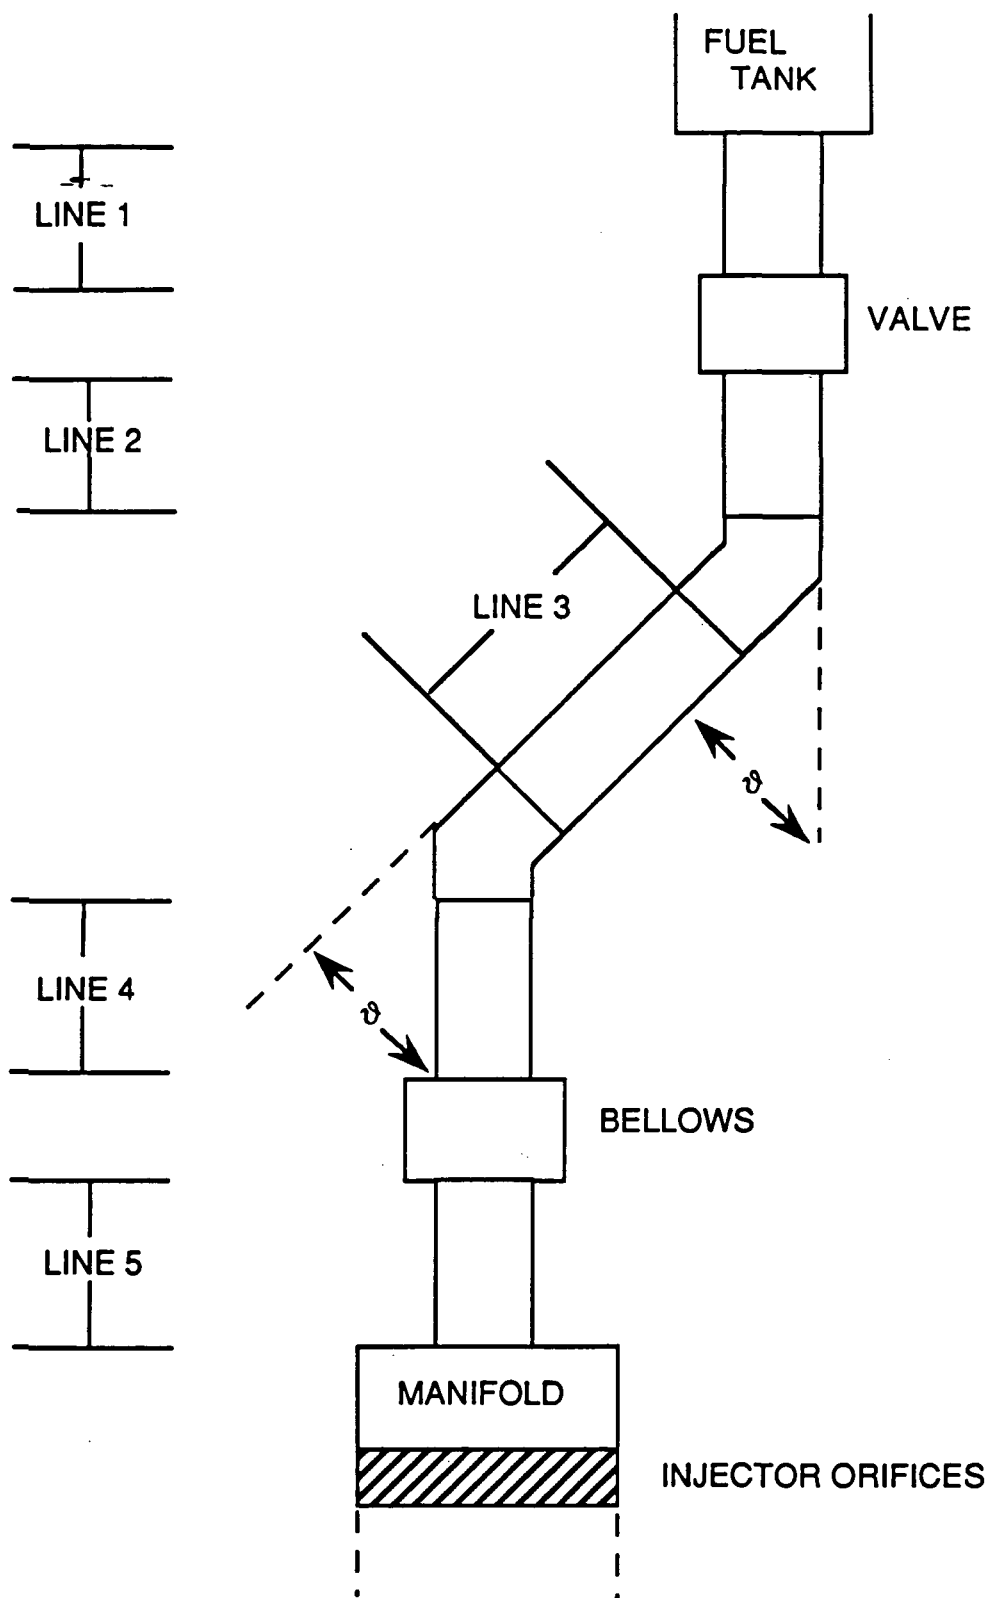 FUEL
TANK
LINE 1
VALVE
LINE 2
LINE 3
ϑ
LINE 4
ϑ
BELLOWS
LINE 5
MANIFOLD
INJECTOR ORIFICES